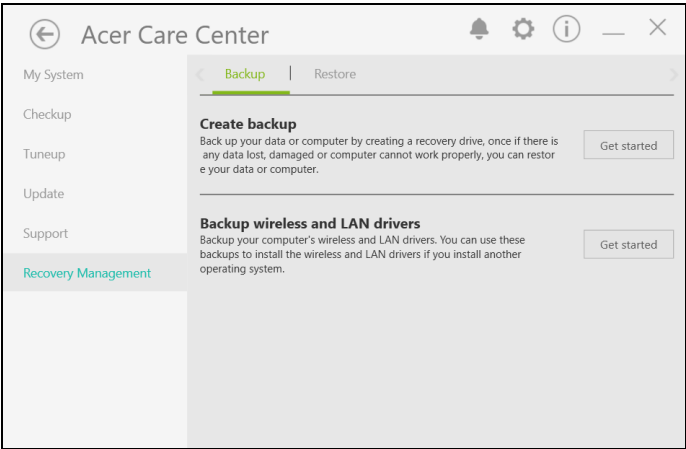 Acer Care Center
My System
Checkup
Tuneup
Update
Support
Recovery Management
Backup | Restore
Create backup
Back up your data or computer by creating a recovery drive, once if there is
any data lost, damaged or computer cannot work properly, you can restor
e your data or computer.
Get started
Backup wireless and LAN drivers
Backup your computer's wireless and LAN drivers. You can use these
backups to install the wireless and LAN drivers if you install another
operating system.
Get started